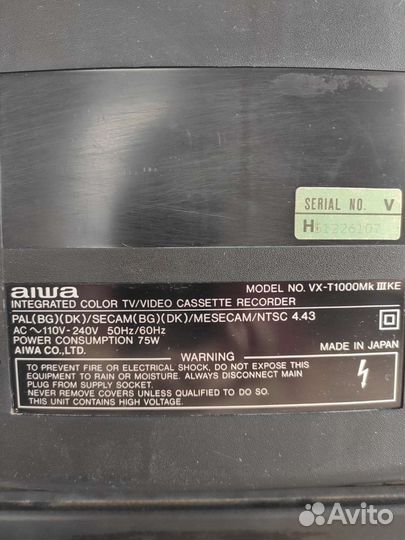 SERIAL NO. V
H51226107
aiwa
MODEL NO. VX-T1000Mk IIIKE
INTEGRATED COLOR TV/VIDEO CASSETTE RECORDER
PAL(BG)(DK)/SECAM(BG)(DK)/MESECAM/NTSC 4.43
AC ~110V-240V 50Hz/60Hz
POWER CONSUMPTION 75W
MADE IN JAPAN
AIWA CO.,LTD.
WARNING
TO PREVENT FIRE OR ELECTRICAL SHOCK, DO NOT EXPOSE THIS
EQUIPMENT TO RAIN OR MOISTURE. ALWAYS DISCONNECT MAIN
PLUG FROM SUPPLY SOCKET.
NEVER REMOVE COVERS UNLESS QUALIFIED TO DO SO.
THIS UNIT CONTAINS HIGH VOLTAGE.
Avito